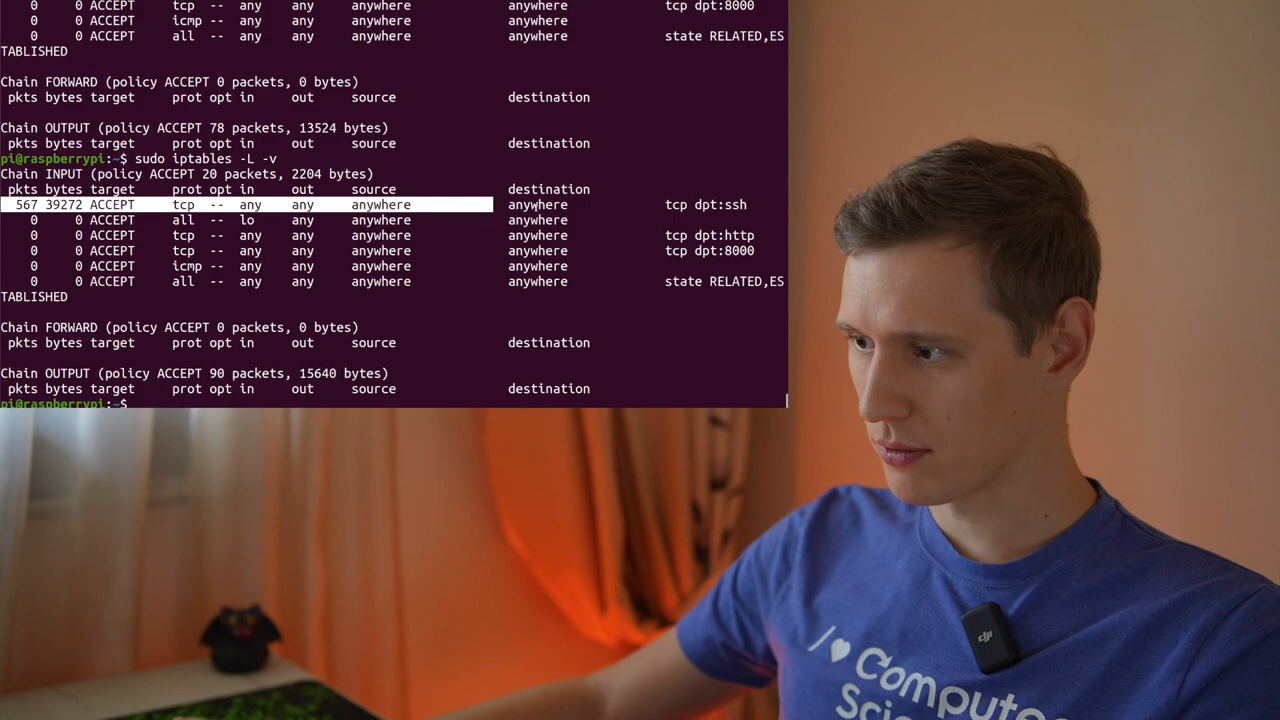 0 0 ACCEPT tcp -- any any anywhere anywhere tcp dpt:8000
0 0 ACCEPT icmp -- any any anywhere anywhere
0 0 ACCEPT all -- any any anywhere anywhere state RELATED,ES
TABLISHED
Chain FORWARD (policy ACCEPT 0 packets, 0 bytes)
pkts bytes target prot opt in out source destination
Chain OUTPUT (policy ACCEPT 78 packets, 13524 bytes)
pkts bytes target prot opt in out source destination
pi@raspberrypi:~$ sudo iptables -L -v
Chain INPUT (policy ACCEPT 20 packets, 2204 bytes)
pkts bytes target prot opt in out source destination
567 39272 ACCEPT tcp -- any any anywhere anywhere tcp dpt:ssh
0 0 ACCEPT all -- lo any anywhere anywhere
0 0 ACCEPT tcp -- any any anywhere anywhere tcp dpt:http
0 0 ACCEPT tcp -- any any anywhere anywhere tcp dpt:8000
0 0 ACCEPT icmp -- any any anywhere anywhere
0 0 ACCEPT all -- any any anywhere anywhere state RELATED,ES
TABLISHED
Chain FORWARD (policy ACCEPT 0 packets, 0 bytes)
pkts bytes target prot opt in out source destination
Chain OUTPUT (policy ACCEPT 90 packets, 15640 bytes)
pkts bytes target prot opt in out source destination
pi@raspberrypi:~$
dji
I ♥ Compute
Sci